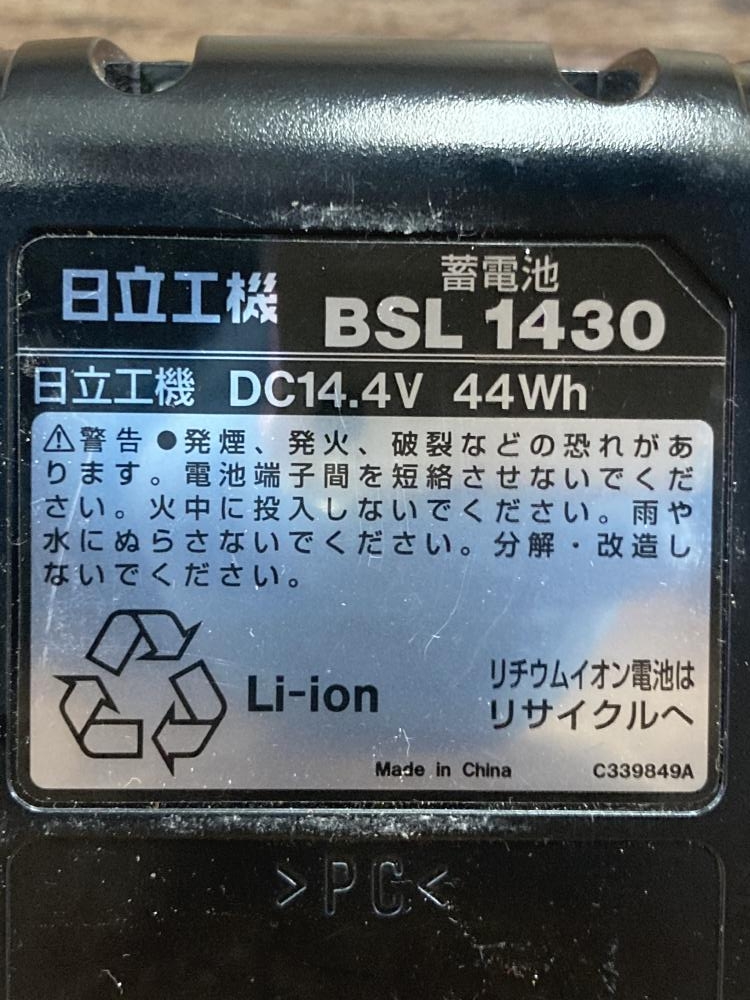 日立工機
蓄電池
BSL 1430
日立工機 DC14.4V 44Wh
⚠警告 ●発煙、発火、破裂などの恐れがあ
ります。電池端子間を短絡させないでくだ
さい。火中に投入しないでください。雨や
水にぬらさないでください。分解・改造し
ないでください。
Li-ion
リチウムイオン電池は
リサイクルへ
Made in China C339849A
>PC<